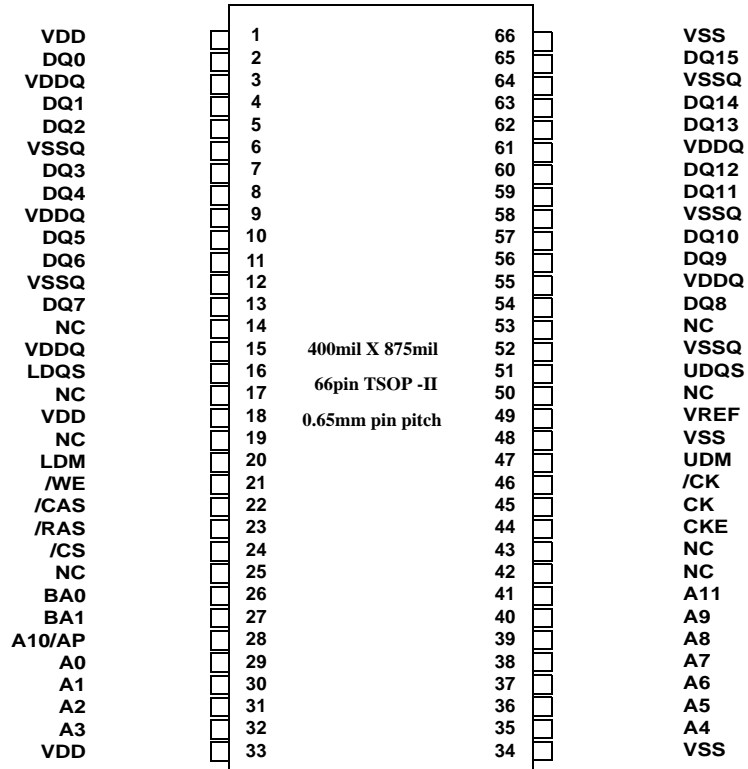 VDD 1 66 VSS
DQ0 2 65 DQ15
VDDQ 3 64 VSSQ
DQ1 4 63 DQ14
DQ2 5 62 DQ13
VSSQ 6 61 VDDQ
DQ3 7 60 DQ12
DQ4 8 59 DQ11
VDDQ 9 58 VSSQ
DQ5 10 57 DQ10
DQ6 11 56 DQ9
VSSQ 12 55 VDDQ
DQ7 13 54 DQ8
NC 14 53 NC
VDDQ 15 400mil X 875mil 52 VSSQ
LDQS 16 51 UDQS
66pin TSOP -II
NC 17 50 NC
VDD 18 0.65mm pin pitch 49 VREF
NC 19 48 VSS
LDM 20 47 UDM
/WE 21 46 /CK
/CAS 22 45 CK
/RAS 23 44 CKE
/CS 24 43 NC
NC 25 42 NC
BA0 26 41 A11
BA1 27 40 A9
A10/AP 28 39 A8
A0 29 38 A7
A1 30 37 A6
A2 31 36 A5
A3 32 35 A4
VDD 33 34 VSS